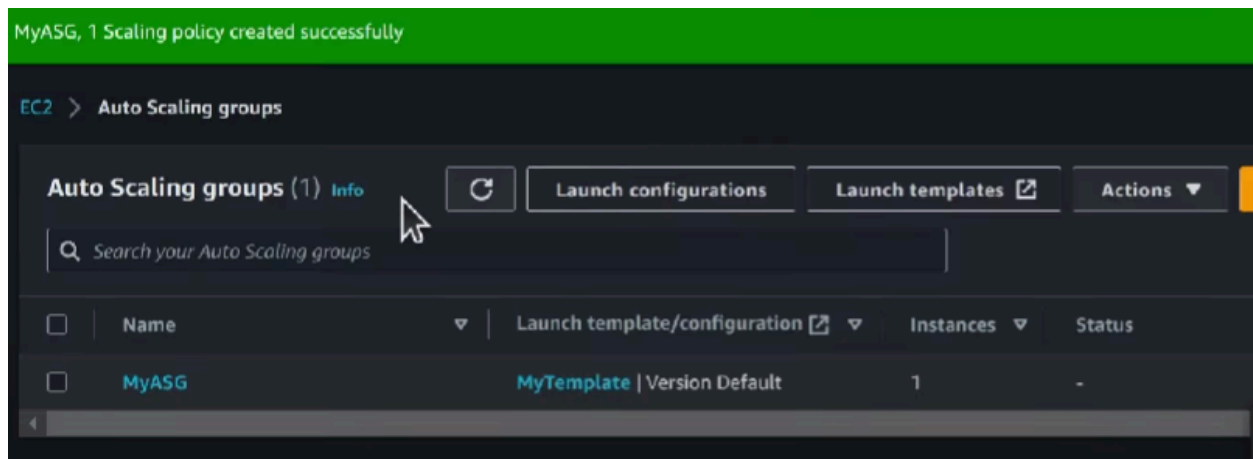 MyASG, 1 Scaling policy created successfully
EC2 > Auto Scaling groups
Auto Scaling groups (1) Info
Launch configurations
Launch templates
Actions
Search your Auto Scaling groups
Name
Launch template/configuration
Instances
Status
MyASG
MyTemplate | Version Default
1
-